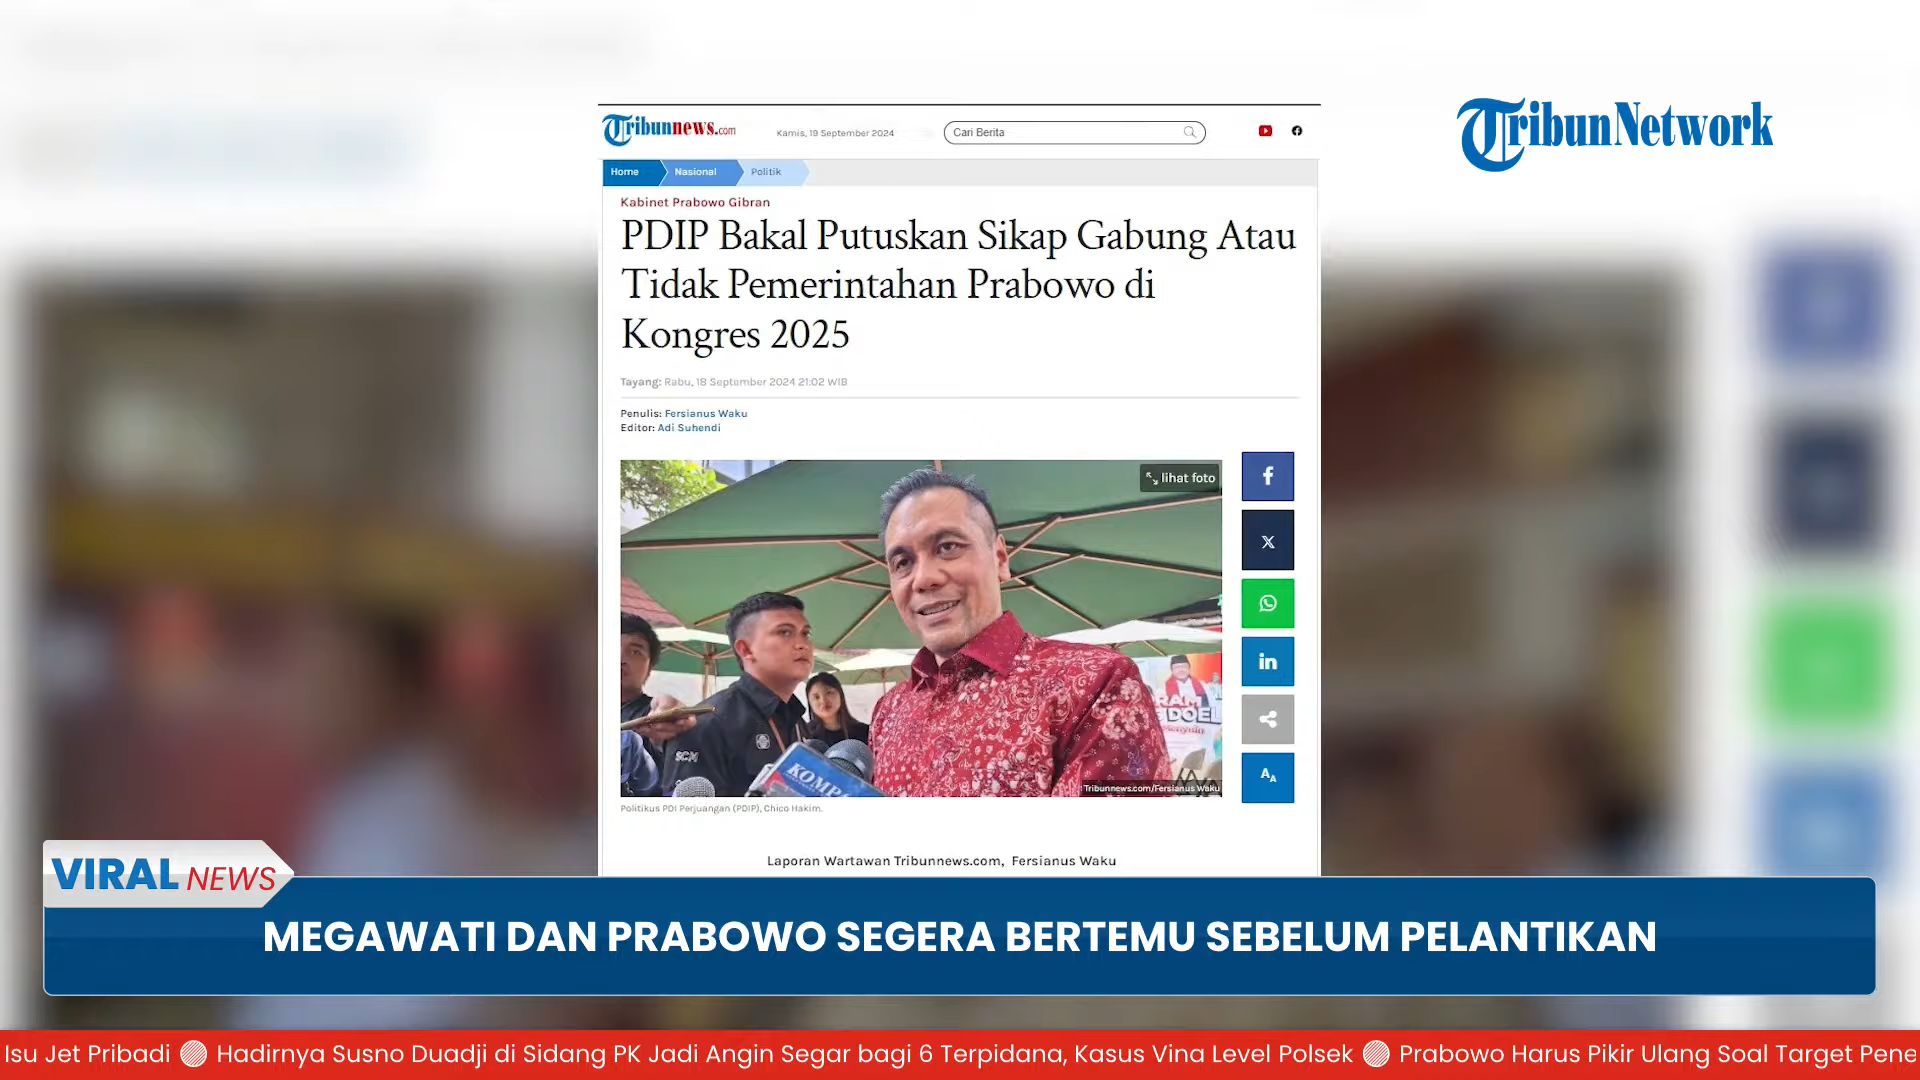 Tribunnews.com
Kamis, 19 September 2024
Cari Berita
TribunNetwork
Home
Nasional
Politik
Kabinet Prabowo Gibran
PDIP Bakal Putuskan Sikap Gabung Atau
Tidak Pemerintahan Prabowo di
Kongres 2025
Tayang: Rabu, 18 September 2024 21:02 WIB
Penulis: Fersianus Waku
Editor: Adi Suhendi
lihat foto
SCM
Tribunnews.com/Fersianus Waku
Politikus PDI Perjuangan (PDIP), Chico Hakim.
Laporan Wartawan Tribunnews.com, Fersianus Waku
VIRAL NEWS
MEGAWATI DAN PRABOWO SEGERA BERTEMU SEBELUM PELANTIKAN
Isu Jet Pribadi Hadirnya Susno Duadji di Sidang PK Jadi Angin Segar bagi 6 Terpidana, Kasus Vina Level Polsek Prabowo Harus Pikir Ulang Soal Target Pene